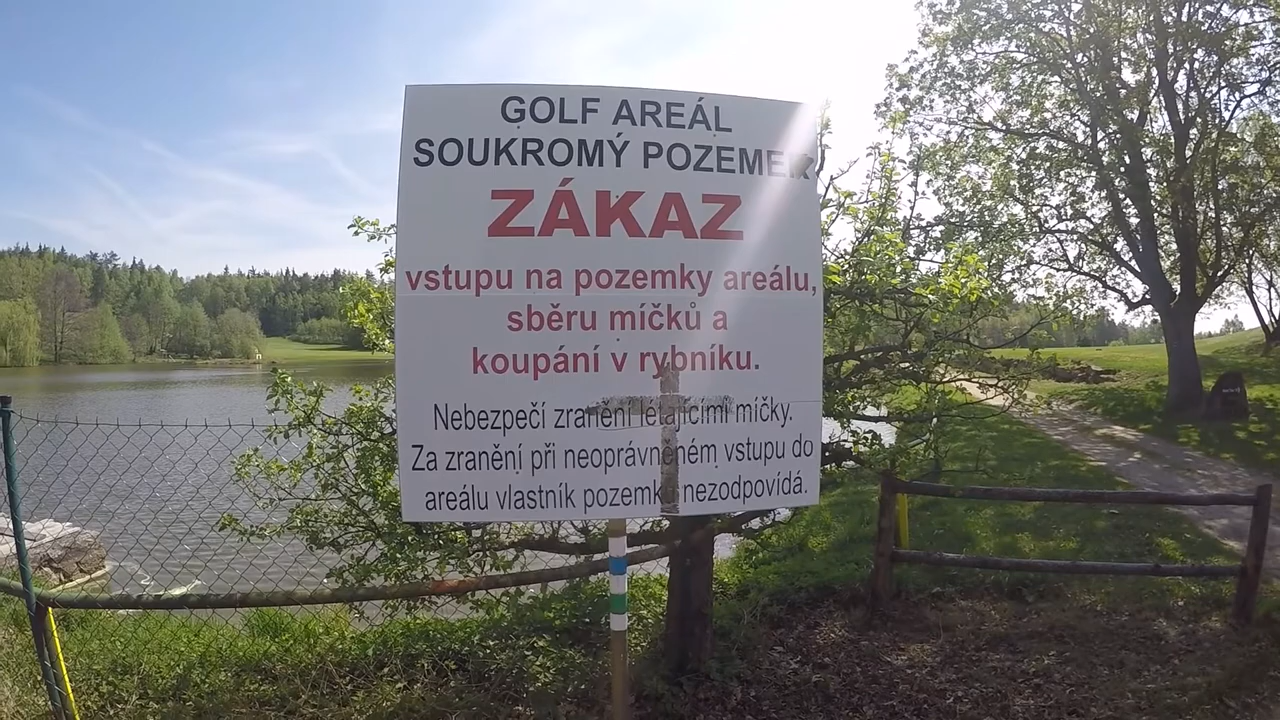 GOLF AREÁL
SOUKROMÝ POZEMEK
ZÁKAZ
vstupu na pozemky areálu,
sběru míčků a
koupání v rybníku.
Nebezpečí zranění létajícími míčky.
Za zranění při neoprávněném vstupu do
areálu vlastník pozemků nezodpovídá.